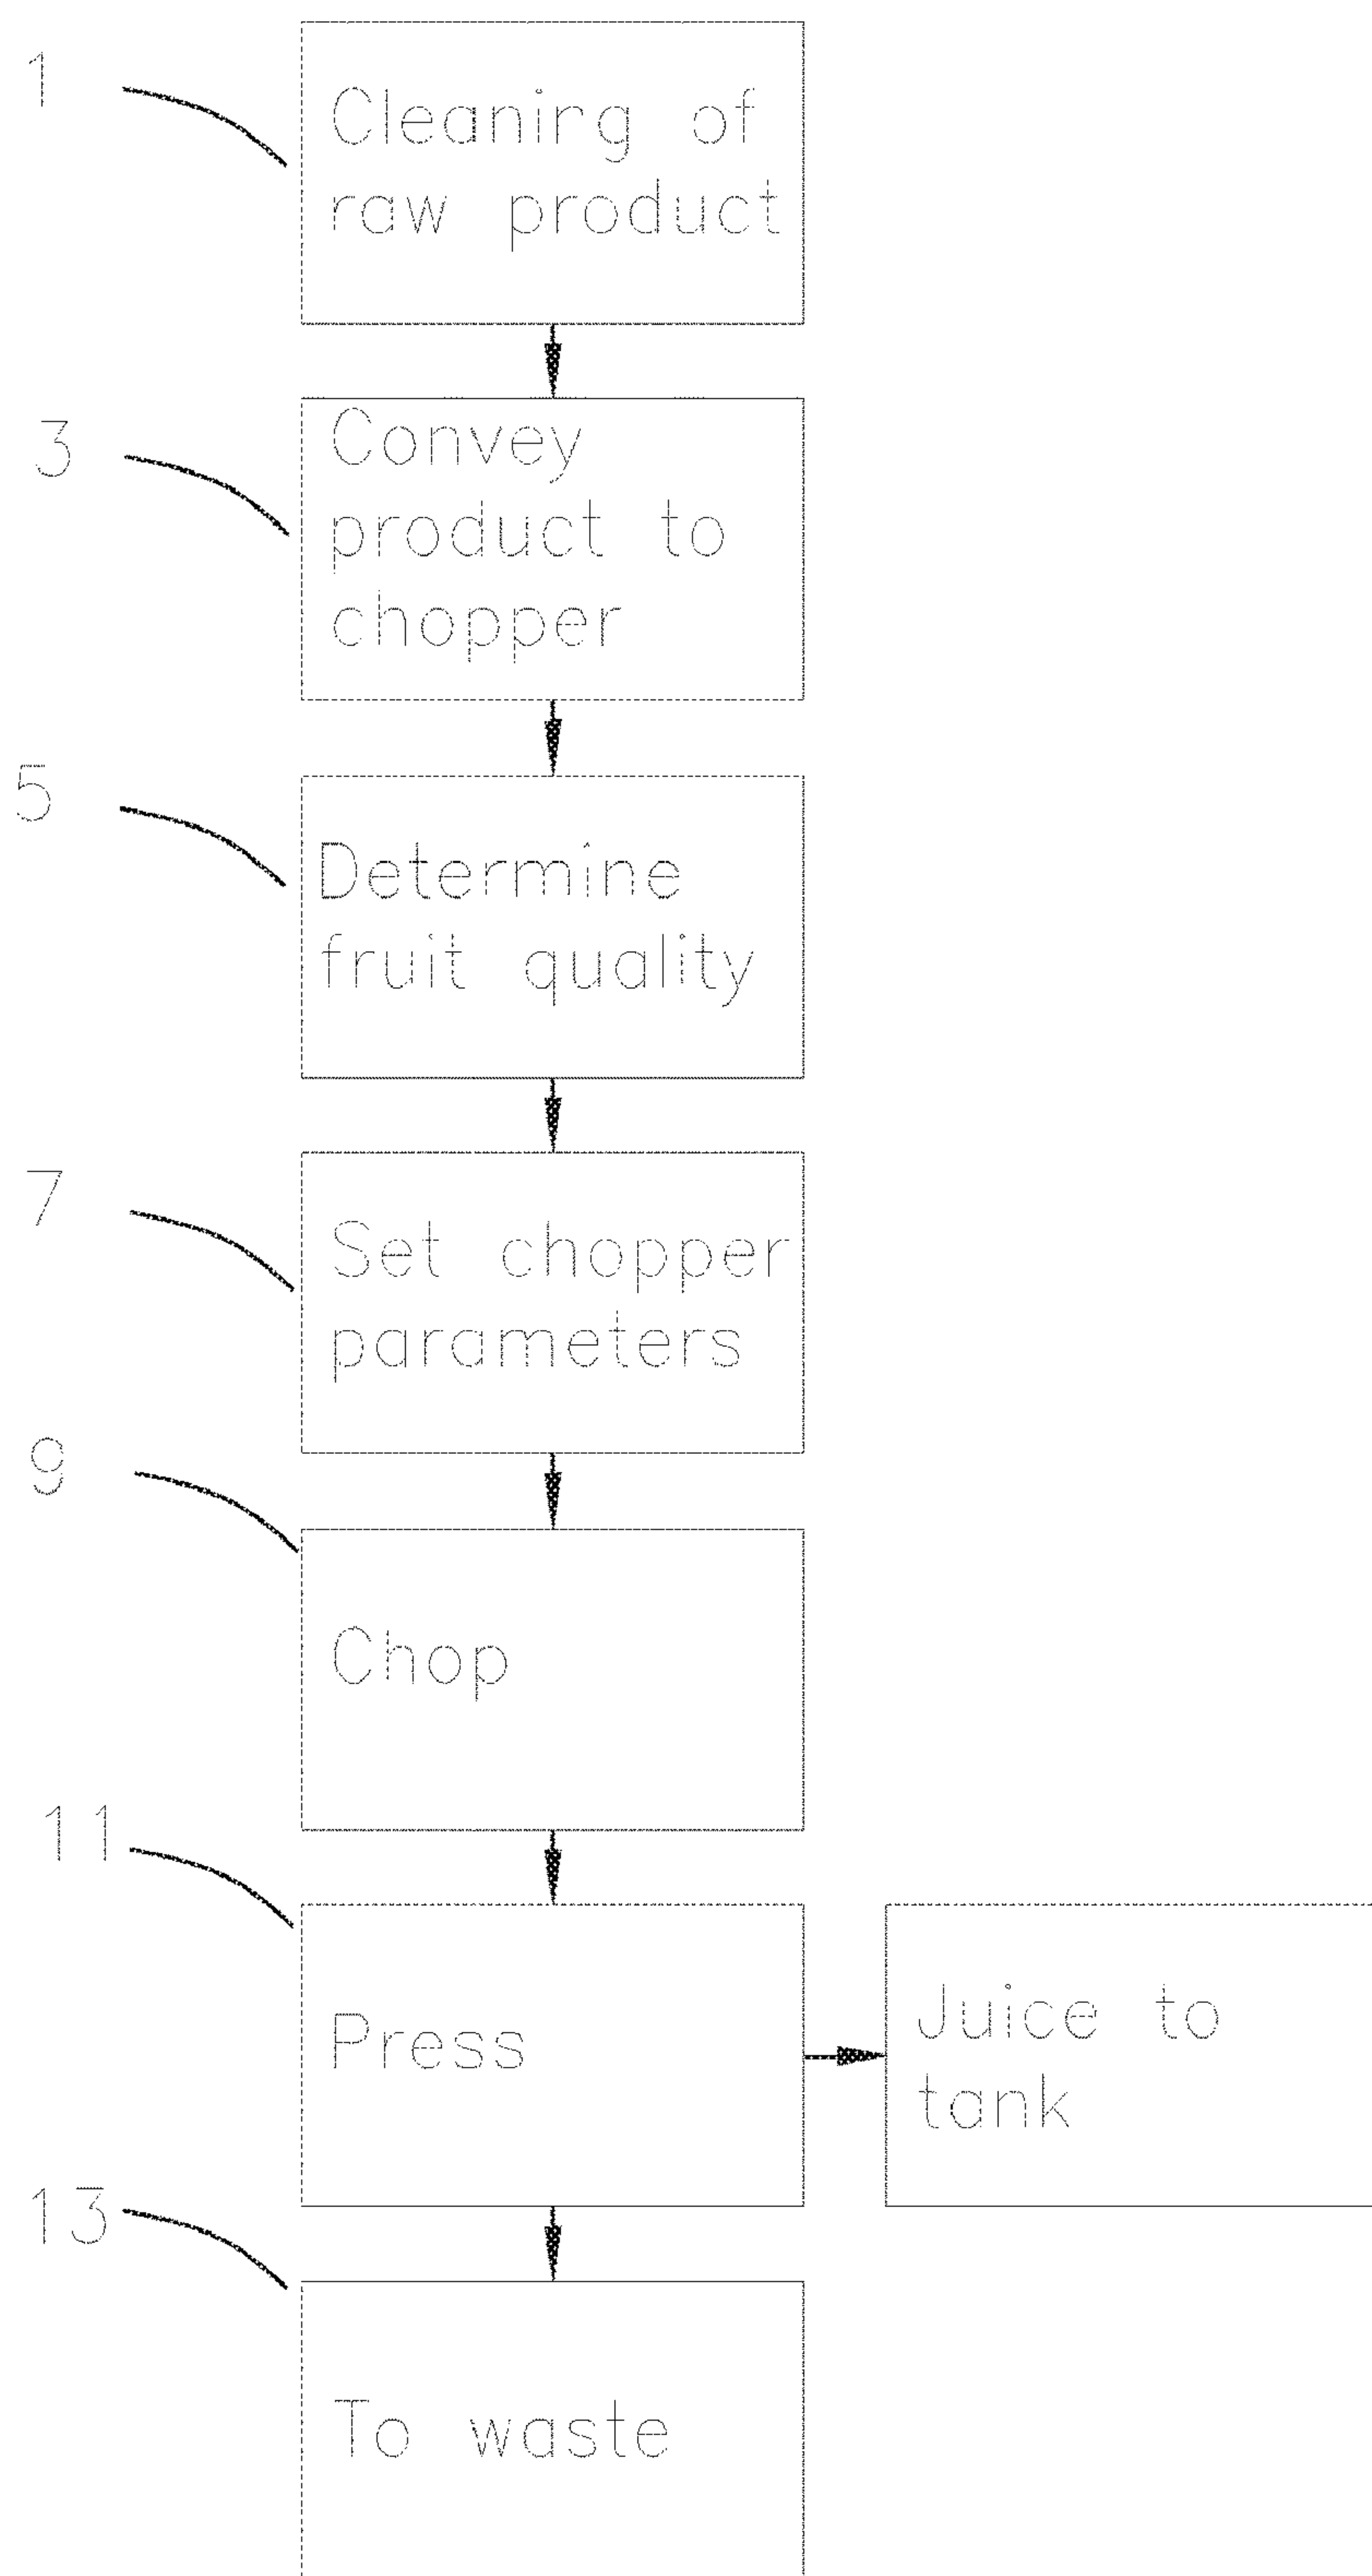 1
Cleaning of
raw product
3
Convey
product to
chopper
5
Determine
fruit quality
7
Set chopper
parameters
9
Chop
11
Press
Juice to
tank
13
To waste